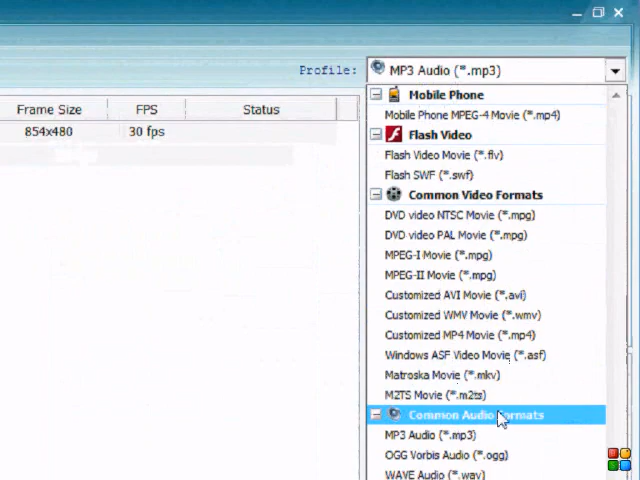 Profile: MP3 Audio (*.mp3)
Frame Size FPS Status
854x480 30 fps
Mobile Phone
Mobile Phone MPEG-4 Movie (*.mp4)
Flash Video
Flash Video Movie (*.flv)
Flash SWF (*.swf)
Common Video Formats
DVD video NTSC Movie (*.mpg)
DVD video PAL Movie (*.mpg)
MPEG-I Movie (*.mpg)
MPEG-II Movie (*.mpg)
Customized AVI Movie (*.avi)
Customized WMV Movie (*.wmv)
Customized MP4 Movie (*.mp4)
Windows ASF Video Movie (*.asf)
Matroska Movie (*.mkv)
M2TS Movie (*.m2ts)
Common Audio Formats
MP3 Audio (*.mp3)
OGG Vorbis Audio (*.ogg)
WAVE Audio (*.wav)